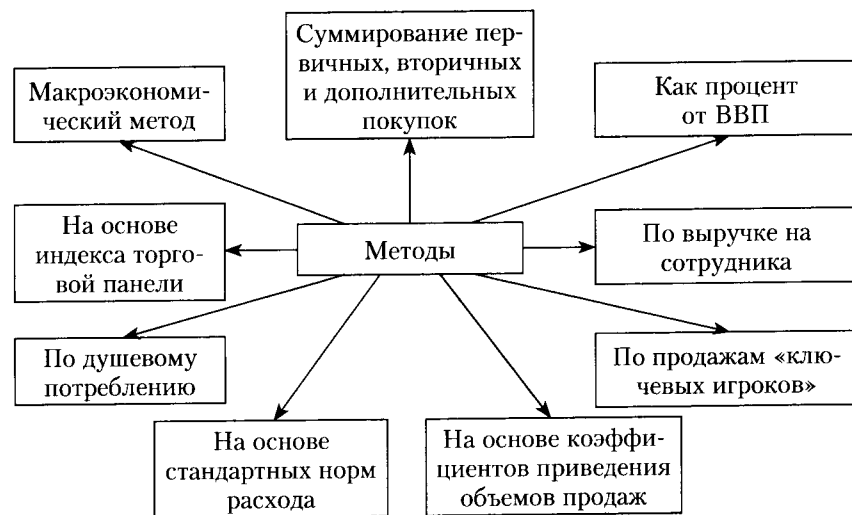 Суммирование пер-
вичных, вторичных
и дополнительных
покупок
Макроэкономи-
ческий метод
Как процент
от ВВП
На основе
индекса торго-
вой панели
Методы
По выручке на
сотрудника
По душевому
потреблению
По продажам «клю-
чевых игроков»
На основе
стандартных норм
расхода
На основе коэффи-
циентов приведения
объемов продаж